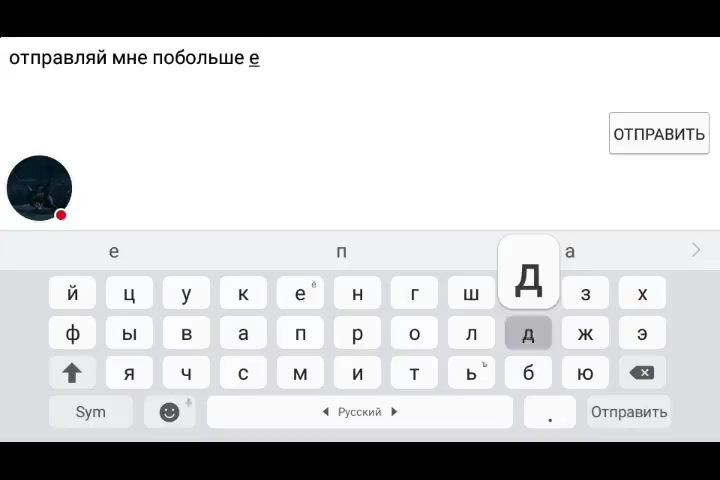 отправляй мне побольше е
ОТПРАВИТЬ
е п а
Д
й ц у к е ё н г ш з х
ф ы в а п р о л д ж э
я ч с м и т ь ъ б ю
Sym Русский . Отправить